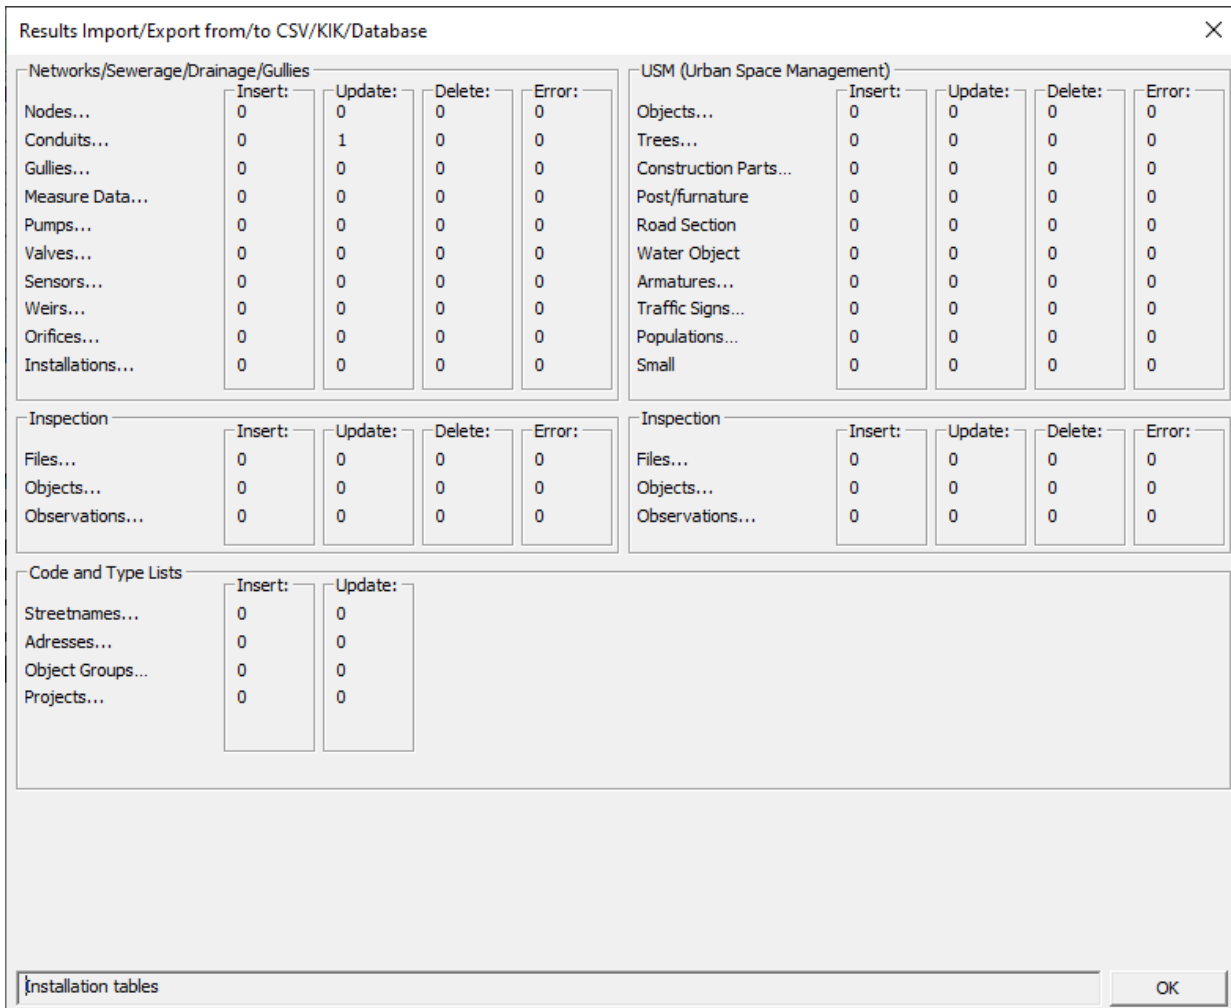 Results Import/Export from/to CSV/KIK/Database
Networks/Sewerage/Drainage/Gullies
Insert: Update: Delete: Error:
Nodes... 0 0 0 0
Conduits... 0 1 0 0
Gullies... 0 0 0 0
Measure Data... 0 0 0 0
Pumps... 0 0 0 0
Valves... 0 0 0 0
Sensors... 0 0 0 0
Weirs... 0 0 0 0
Orifices... 0 0 0 0
Installations... 0 0 0 0
USM (Urban Space Management)
Insert: Update: Delete: Error:
Objects... 0 0 0 0
Trees... 0 0 0 0
Construction Parts... 0 0 0 0
Post/furnature 0 0 0 0
Road Section 0 0 0 0
Water Object 0 0 0 0
Armatures... 0 0 0 0
Traffic Signs... 0 0 0 0
Populations... 0 0 0 0
Small 0 0 0 0
Inspection
Insert: Update: Delete: Error:
Files... 0 0 0 0
Objects... 0 0 0 0
Observations... 0 0 0 0
Inspection
Insert: Update: Delete: Error:
Files... 0 0 0 0
Objects... 0 0 0 0
Observations... 0 0 0 0
Code and Type Lists
Insert: Update:
Streetnames... 0 0
Adresses... 0 0
Object Groups... 0 0
Projects... 0 0
Installation tables
OK